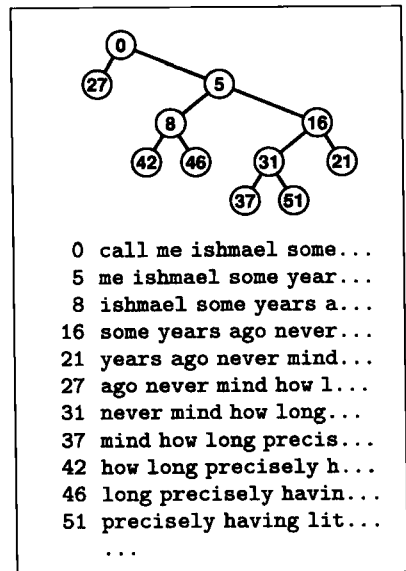 0
27 5
8 16
42 46 31 21
37 51
0 call me ishmael some...
5 me ishmael some year...
8 ishmael some years a...
16 some years ago never...
21 years ago never mind...
27 ago never mind how l...
31 never mind how long...
37 mind how long precis...
42 how long precisely h...
46 long precisely havin...
51 precisely having lit...
...